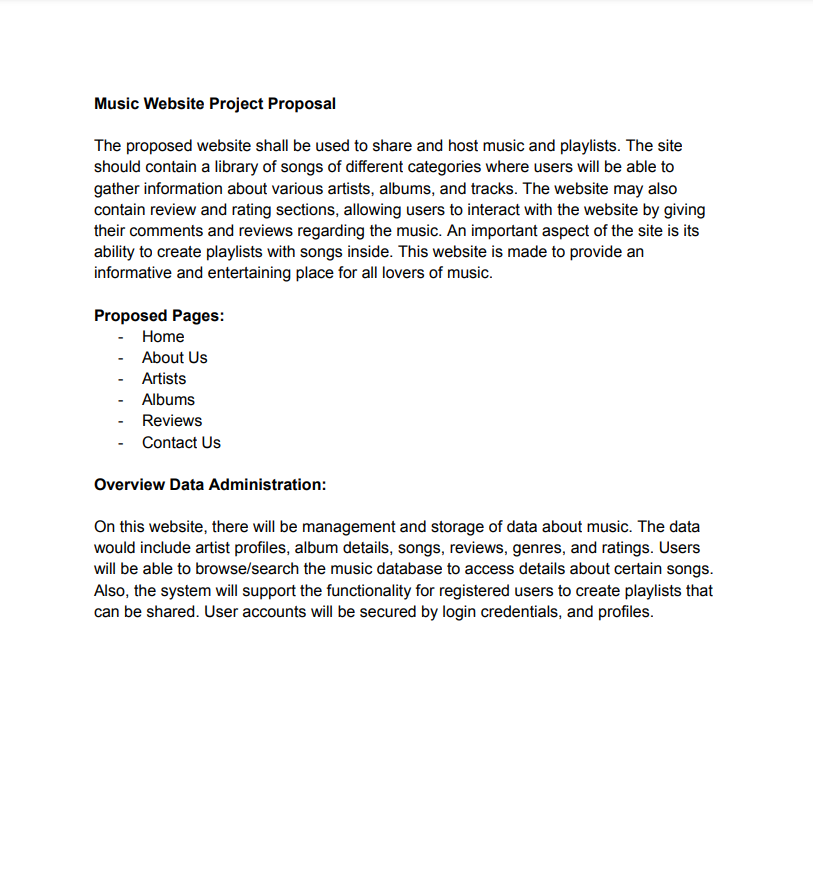 Music Website Project Proposal
The proposed website shall be used to share and host music and playlists. The site
should contain a library of songs of different categories where users will be able to
gather information about various artists, albums, and tracks. The website may also
contain review and rating sections, allowing users to interact with the website by giving
their comments and reviews regarding the music. An important aspect of the site is its
ability to create playlists with songs inside. This website is made to provide an
informative and entertaining place for all lovers of music.
Proposed Pages:
- Home
- About Us
- Artists
- Albums
- Reviews
- Contact Us
Overview Data Administration:
On this website, there will be management and storage of data about music. The data
would include artist profiles, album details, songs, reviews, genres, and ratings. Users
will be able to browse/search the music database to access details about certain songs.
Also, the system will support the functionality for registered users to create playlists that
can be shared. User accounts will be secured by login credentials, and profiles.